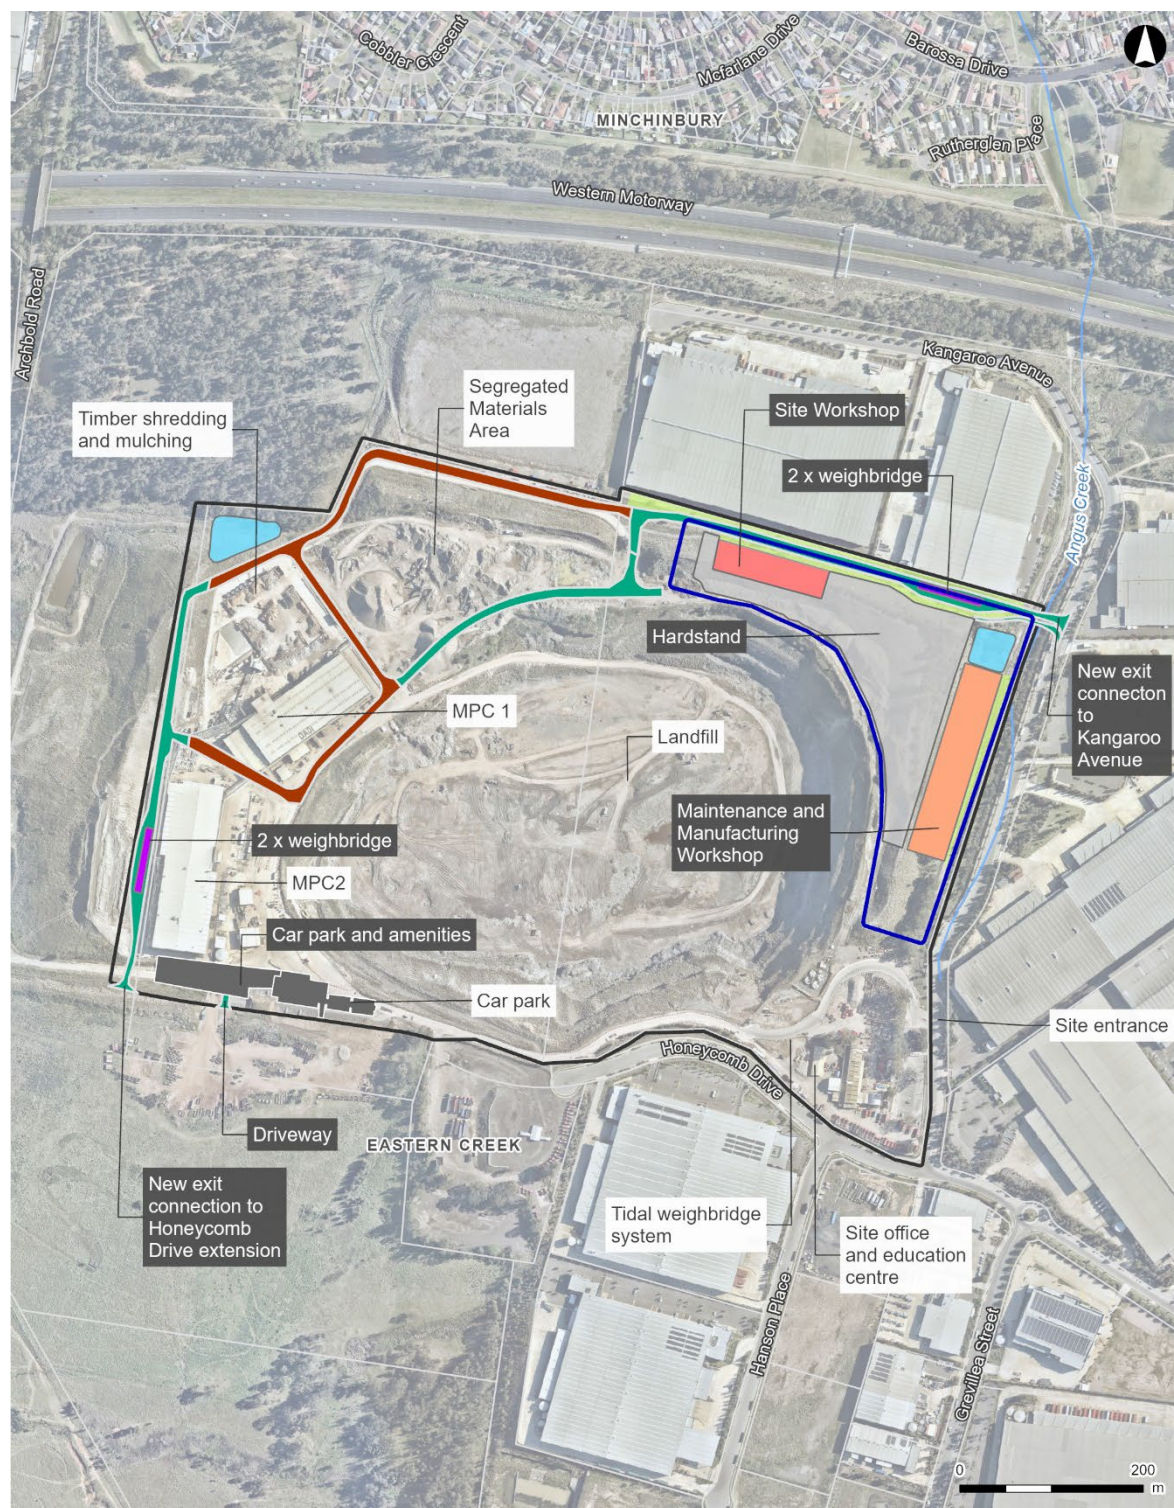 Cobbler Crescent
Mcfarlane Drive
Barossa Drive
MINCHINBURY
Rutherglen Place
Western Motorway
Archbold Road
Kangaroo Avenue
Segregated
Materials
Area
Timber shredding
and mulching
Site Workshop
2 x weighbridge
Angus Creek
Hardstand
New exit
connecton
to
Kangaroo
Avenue
MPC 1
Landfill
Maintenance and
Manufacturing
Workshop
2 x weighbridge
MPC2
Car park and amenities
Car park
Site entrance
Honeycomb Drive
Driveway
EASTERN CREEK
New exit
connection to
Honeycomb
Drive extension
Tidal weighbridge
system
Site office
and education
centre
Hanson Place
Grevillea Street
0 200
m